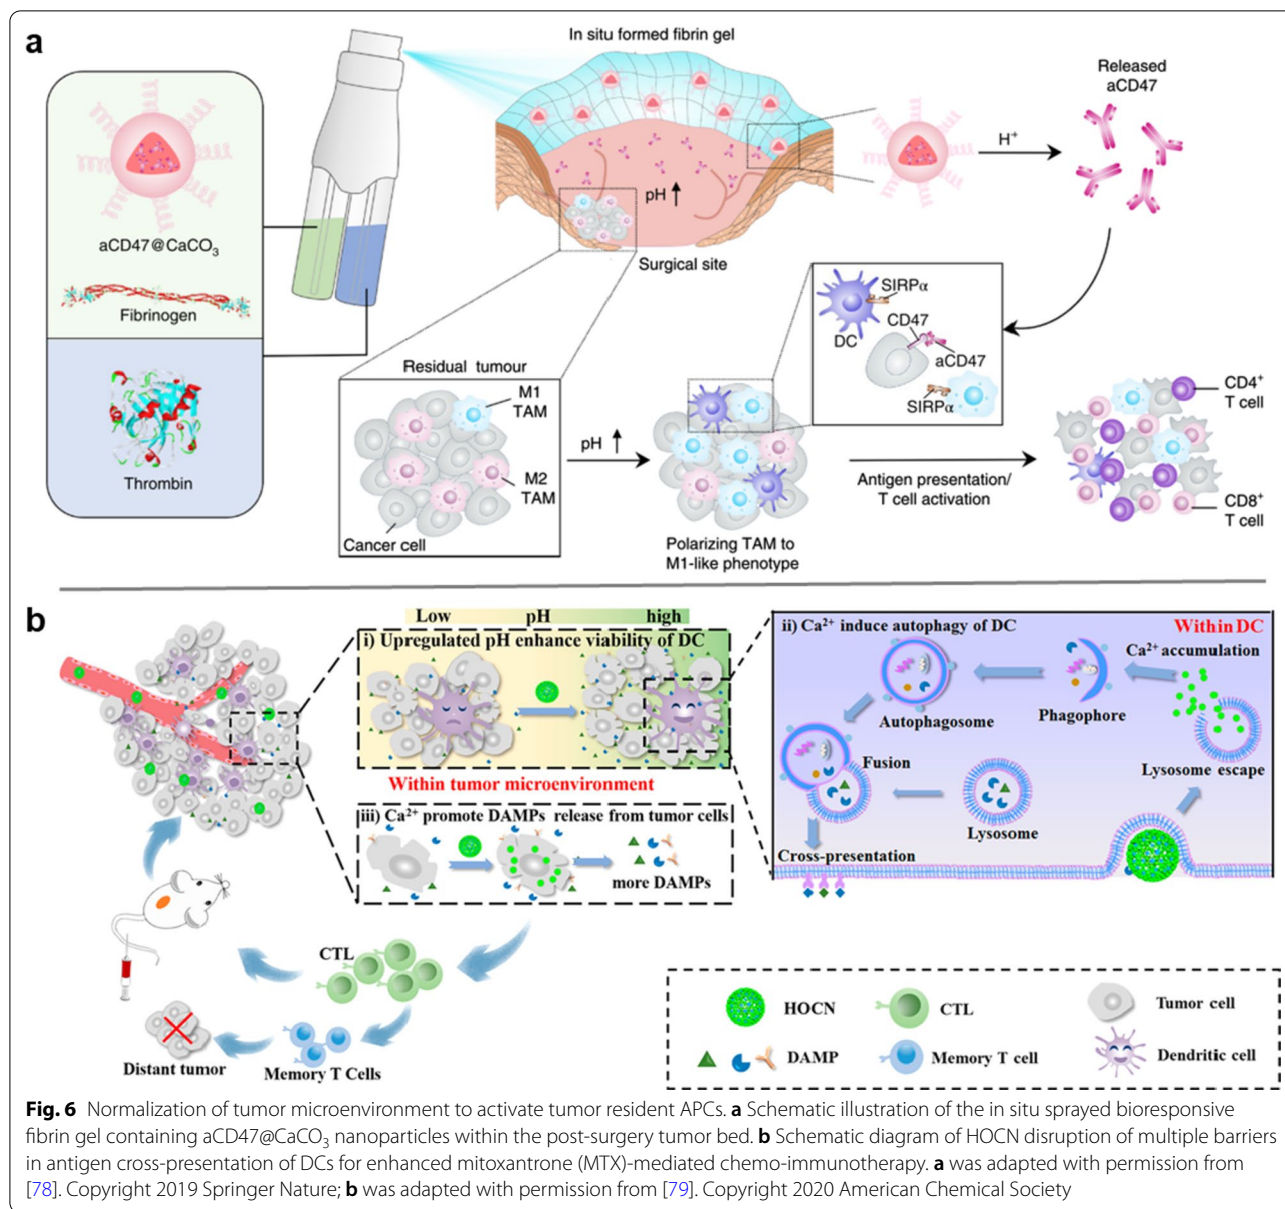 a
In situ formed fibrin gel
Released
aCD47
H⁺
aCD47@CaCO₃
pH ↑
Surgical site
Fibrinogen
Thrombin
SIRPα
CD47
DC
aCD47
SIRPα
Residual tumour
M1
TAM
M2
TAM
Cancer cell
pH ↑
Polarizing TAM to
M1-like phenotype
Antigen presentation/
T cell activation
CD4⁺
T cell
CD8⁺
T cell
b
Low pH high
i) Upregulated pH enhance viability of DC
Within tumor microenvironment
iii) Ca²⁺ promote DAMPs release from tumor cells
more DAMPs
ii) Ca²⁺ induce autophagy of DC
Within DC
Ca²⁺ accumulation
Autophagosome
Phagophore
Lysosome escape
Fusion
Lysosome
Cross-presentation
CTL
Distant tumor
Memory T Cells
HOCN
CTL
Tumor cell
DAMP
Memory T cell
Dendritic cell
Fig. 6 Normalization of tumor microenvironment to activate tumor resident APCs. a Schematic illustration of the in situ sprayed bioresponsive
fibrin gel containing aCD47@CaCO₃ nanoparticles within the post-surgery tumor bed. b Schematic diagram of HOCN disruption of multiple barriers
in antigen cross-presentation of DCs for enhanced mitoxantrone (MTX)-mediated chemo-immunotherapy. a was adapted with permission from
[78]. Copyright 2019 Springer Nature; b was adapted with permission from [79]. Copyright 2020 American Chemical Society